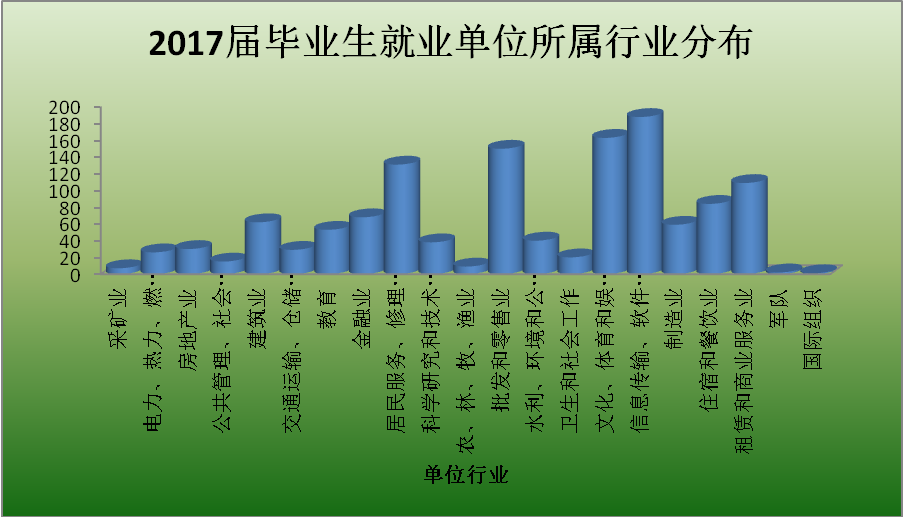 2017届毕业生就业单位所属行业分布
200
180
160
140
120
100
80
60
40
20
0
采矿业
电力、热力、燃…
房地产业
公共管理、社会…
建筑业
交通运输、仓储…
教育
金融业
居民服务、修理…
科学研究和技术…
农、林、牧、渔业
批发和零售业
水利、环境和公…
卫生和社会工作
文化、体育和娱…
信息传输、软件…
制造业
住宿和餐饮业
租赁和商业服务业
军队
国际组织
单位行业